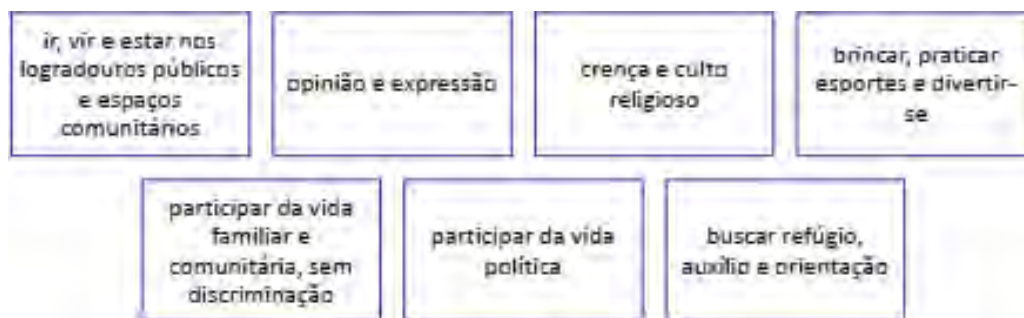 ir, vir e estar nos
logradouros públicos
e espaços
comunitários
opinião e expressão
crença e culto
religioso
brincar, praticar
esportes e divertir-
se
participar da vida
familiar e
comunitária, sem
discriminação
participar da vida
política
buscar refúgio,
auxílio e orientação